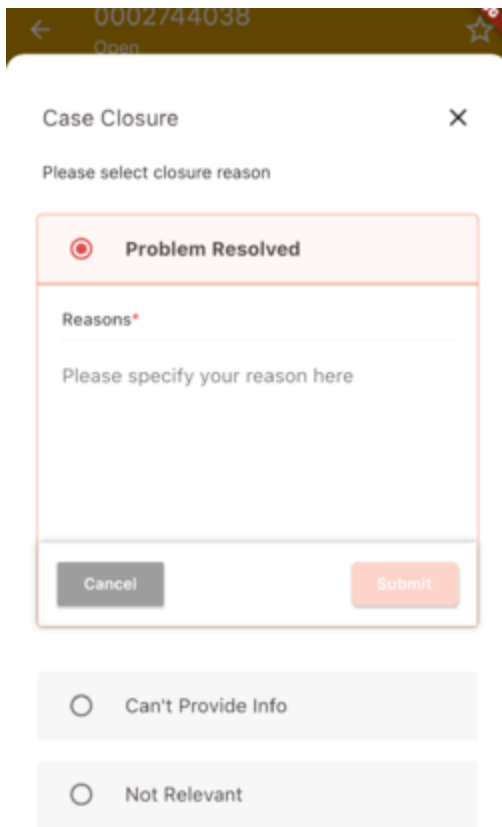 0002744038
Open
Case Closure
Please select closure reason
Problem Resolved
Reasons*
Please specify your reason here
Cancel
Submit
Can't Provide Info
Not Relevant